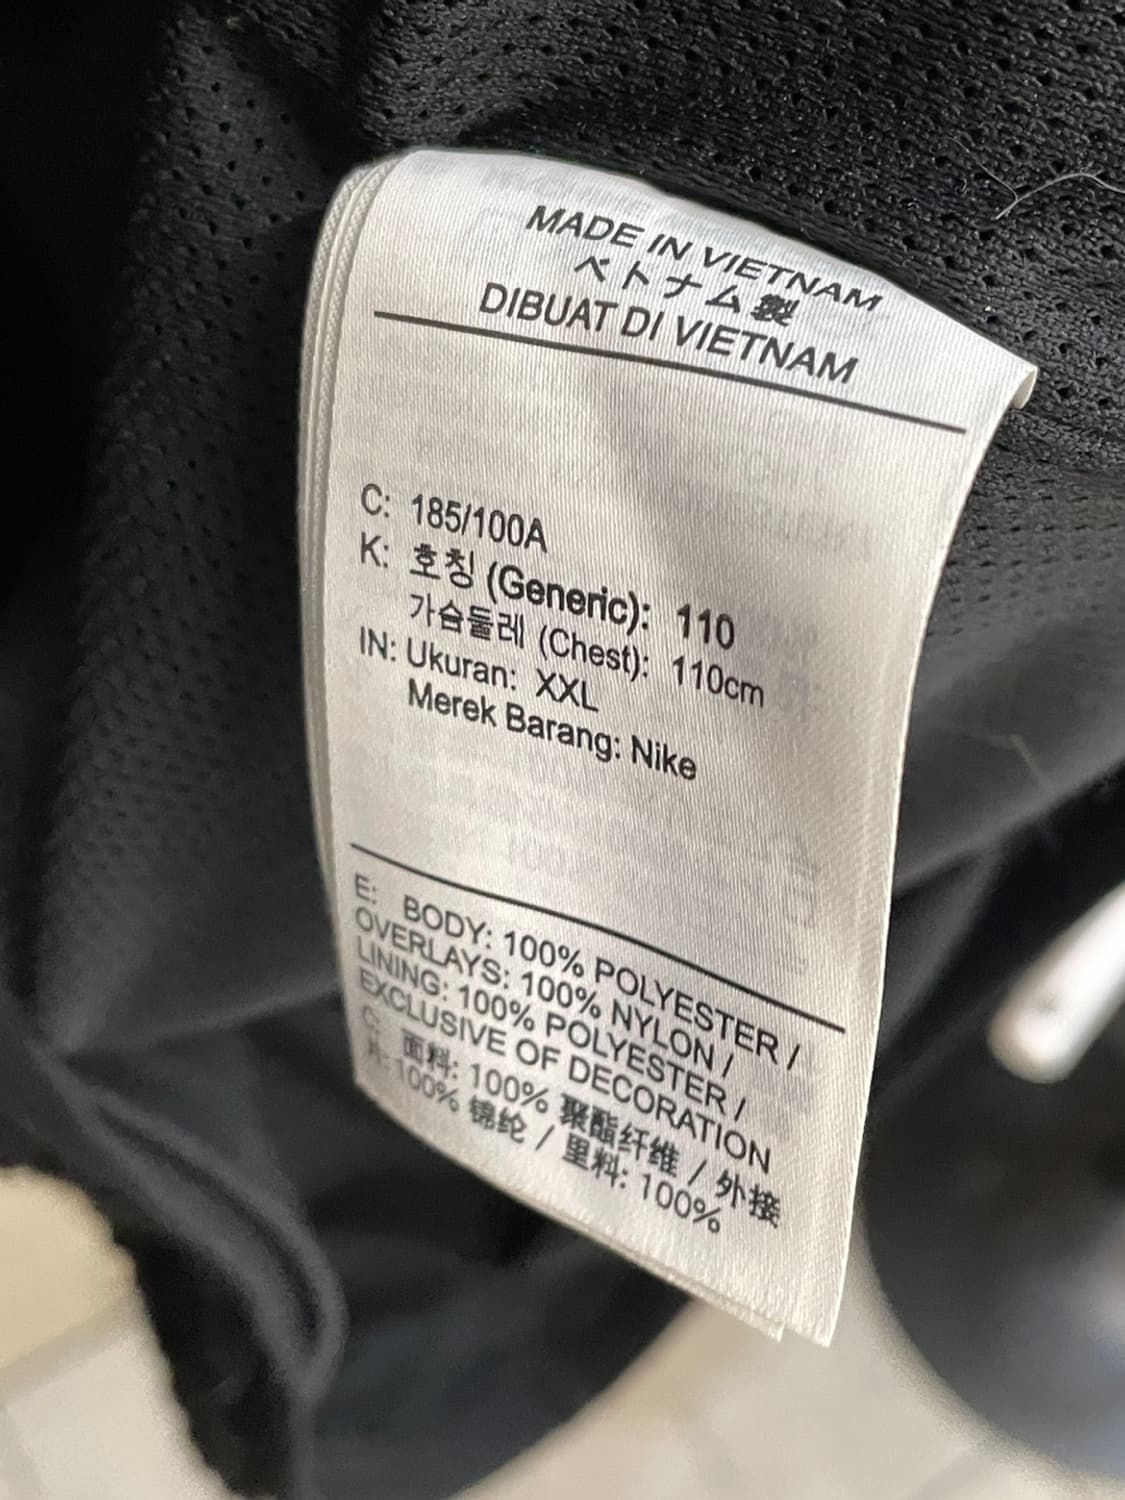 MADE IN VIETNAM
ベトナム製
DIBUAT DI VIETNAM
C: 185/100A
K: 호칭 (Generic): 110
가슴둘레 (Chest): 110cm
IN: Ukuran: XXL
Merek Barang: Nike
E: BODY: 100% POLYESTER /
OVERLAYS: 100% NYLON /
LINING: 100% POLYESTER /
EXCLUSIVE OF DECORATION
C: 面料: 100% 聚酯纤维 / 外接
片: 100% 锦纶 / 里料: 100%